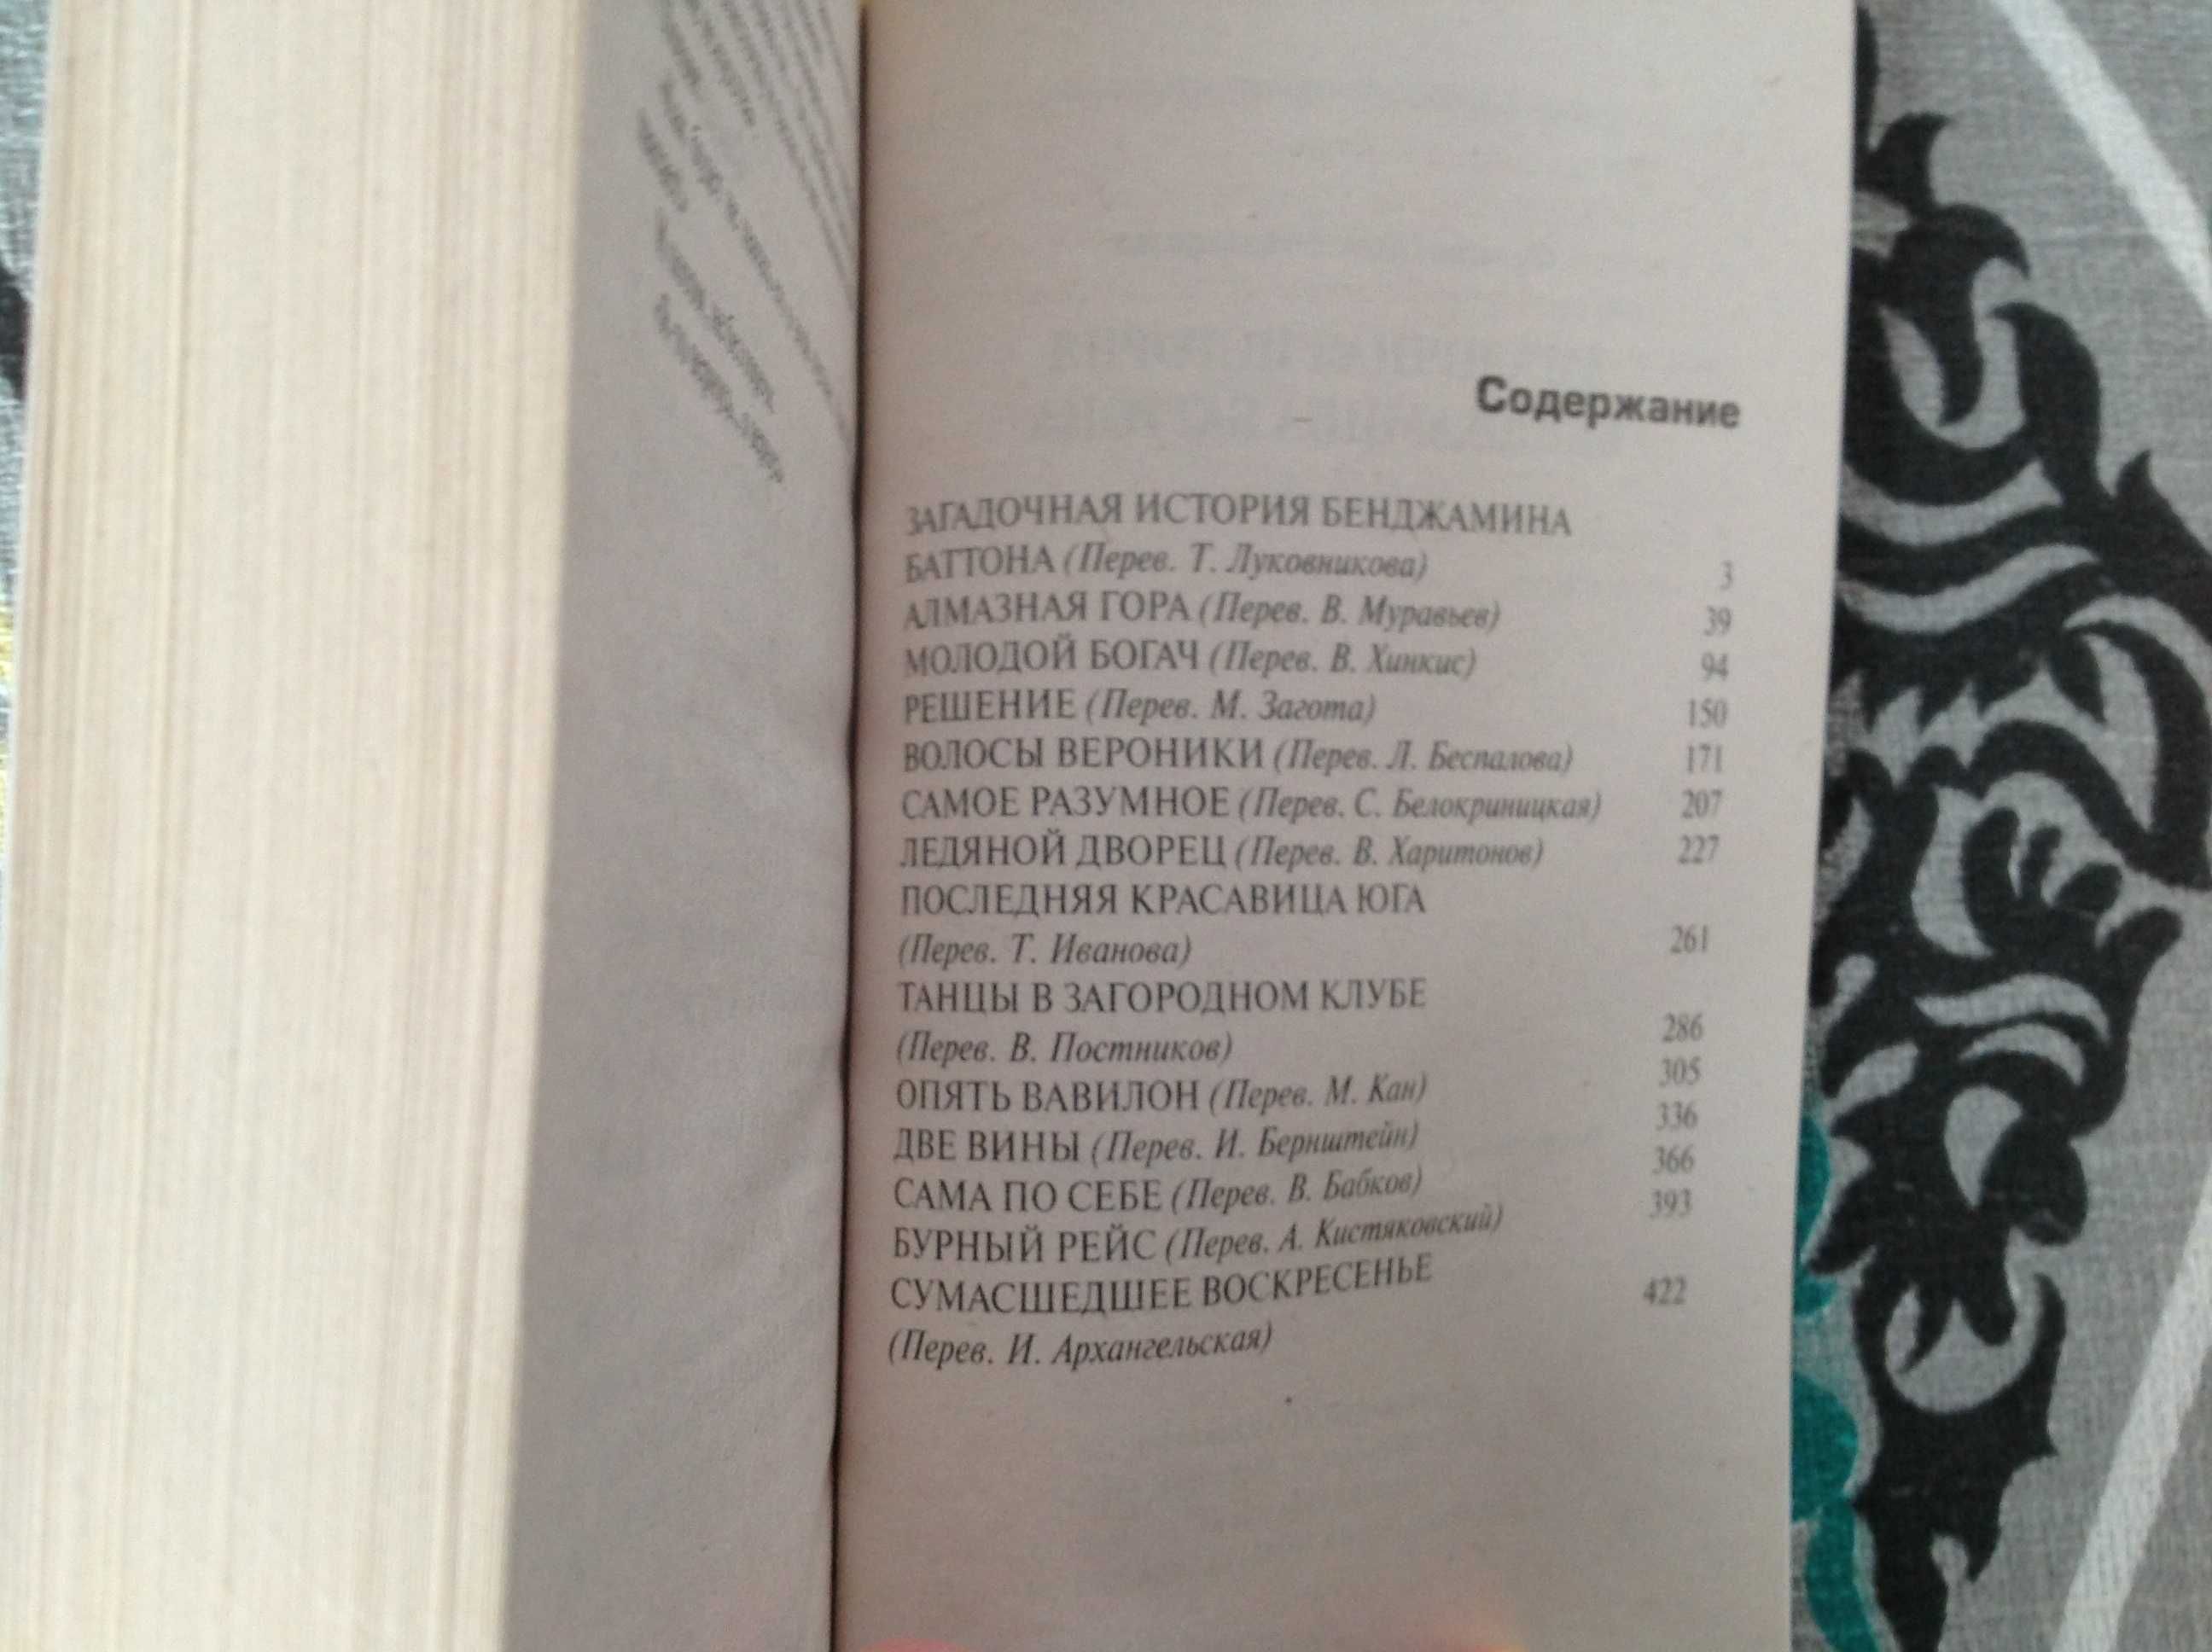 Содержание
ЗАГАДОЧНАЯ ИСТОРИЯ БЕНДЖАМИНА
БАТТОНА (Перев. Т. Луковникова) 3
АЛМАЗНАЯ ГОРА (Перев. В. Муравьев) 39
МОЛОДОЙ БОГАЧ (Перев. В. Хинкис) 94
РЕШЕНИЕ (Перев. М. Загота) 150
ВОЛОСЫ ВЕРОНИКИ (Перев. Л. Беспалова) 171
САМОЕ РАЗУМНОЕ (Перев. С. Белокриницкая) 207
ЛЕДЯНОЙ ДВОРЕЦ (Перев. В. Харитонов) 227
ПОСЛЕДНЯЯ КРАСАВИЦА ЮГА
(Перев. Т. Иванова) 261
ТАНЦЫ В ЗАГОРОДНОМ КЛУБЕ
(Перев. В. Постников) 286
ОПЯТЬ ВАВИЛОН (Перев. М. Кан) 305
ДВЕ ВИНЫ (Перев. И. Бернштейн) 336
САМА ПО СЕБЕ (Перев. В. Бабков) 366
БУРНЫЙ РЕЙС (Перев. А. Кистяковский) 393
СУМАСШЕДШЕЕ ВОСКРЕСЕНЬЕ
(Перев. И. Архангельская) 422